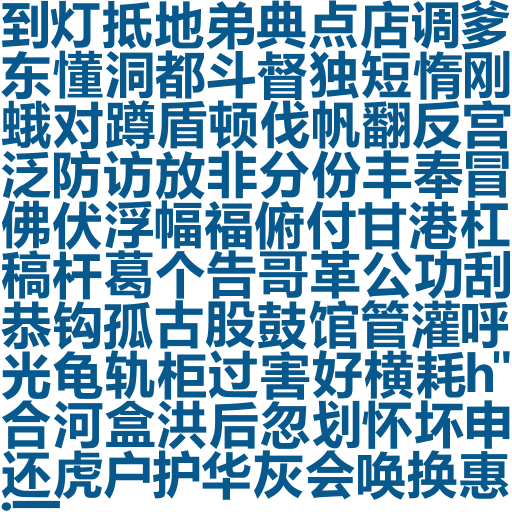 到灯抵地弟典点店调爹
东懂洞都斗督独短惰刚
蛾对蹲盾顿伐帆翻反宫
泛防访放非分份丰奉冒
佛伏浮幅福俯付甘港杠
稿杆葛个告哥革公功刮
恭钩孤古股鼓馆管灌呼
光龟轨柜过害好横耗h"
合河盒洪后忽划怀坏申
还虎户护华灰会唤换惠